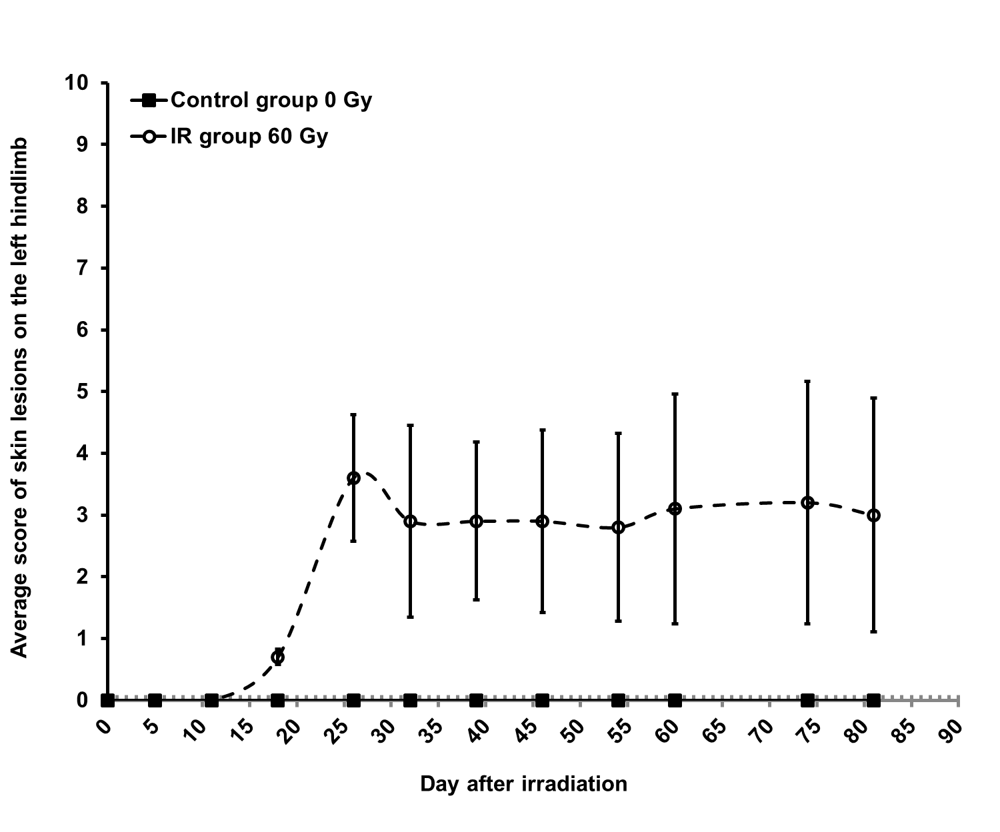 Control group 0 Gy
IR group 60 Gy
Average score of skin lesions on the left hindlimb
10
9
8
7
6
5
4
3
2
1
0
0 5 10 15 20 25 30 35 40 45 50 55 60 65 70 75 80 85 90
Day after irradiation